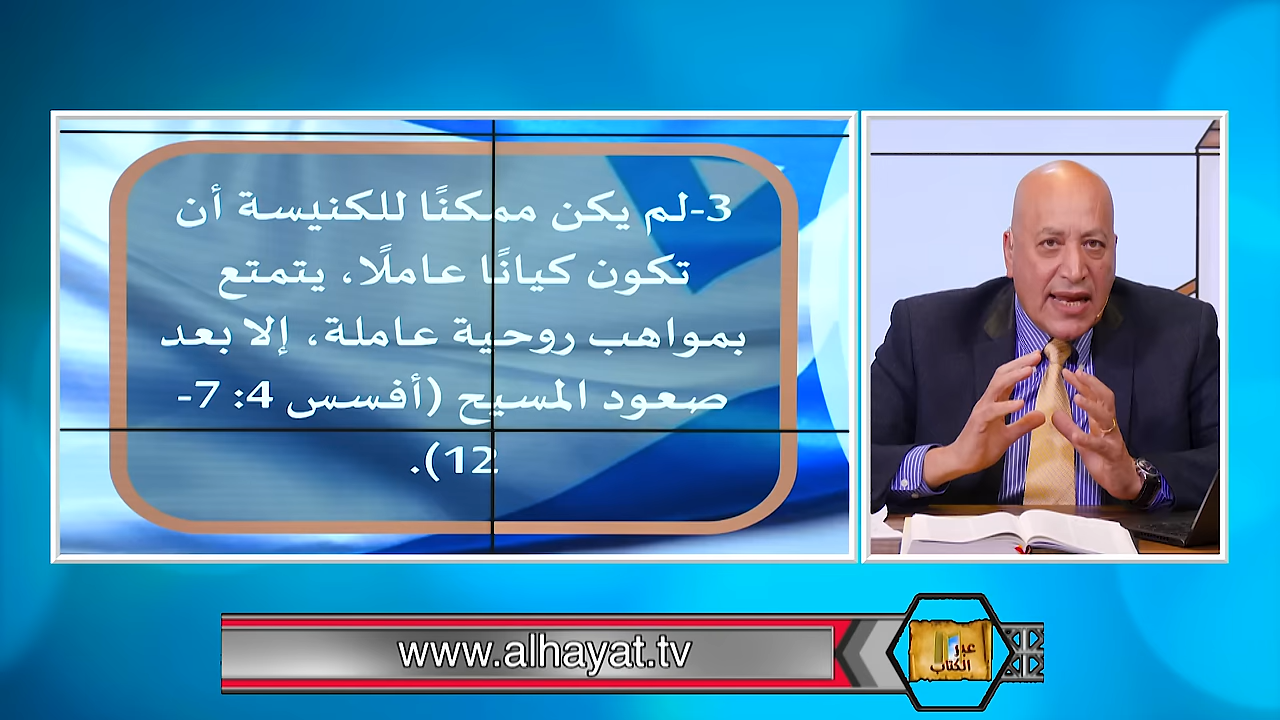 3-لم يكن ممكنًا للكنيسة أن
تكون كيانًا عاملًا، يتمتع
بمواهب روحية عاملة، إلا بعد
صعود المسيح (أفسس 4: 7-
12).
www.alhayat.tv
عبر
الكتاب